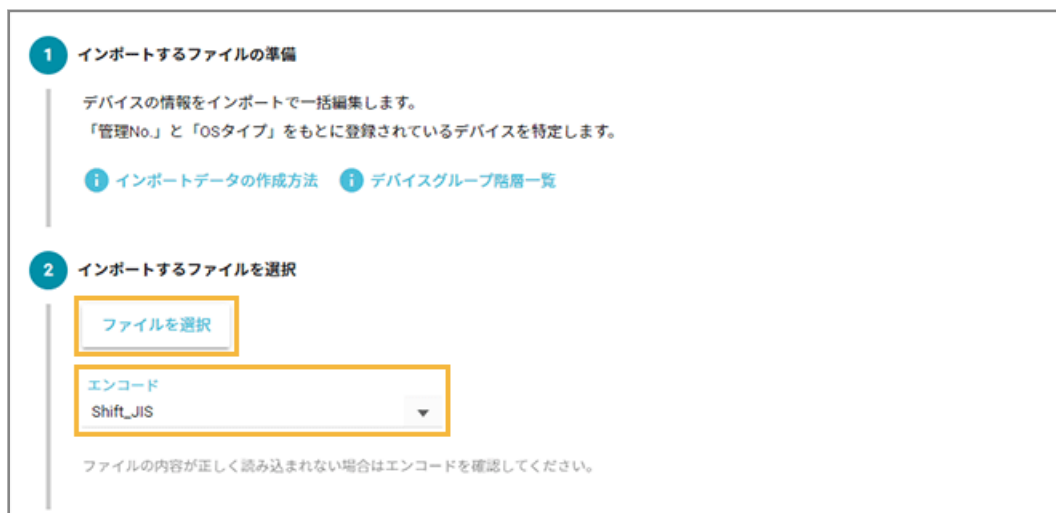 1 インポートするファイルの準備
デバイスの情報をインポートで一括編集します。
「管理No.」と「OSタイプ」をもとに登録されているデバイスを特定します。
i インポートデータの作成方法 i デバイスグループ階層一覧
2 インポートするファイルを選択
ファイルを選択
エンコード
Shift_JIS
ファイルの内容が正しく読み込まれない場合はエンコードを確認してください。